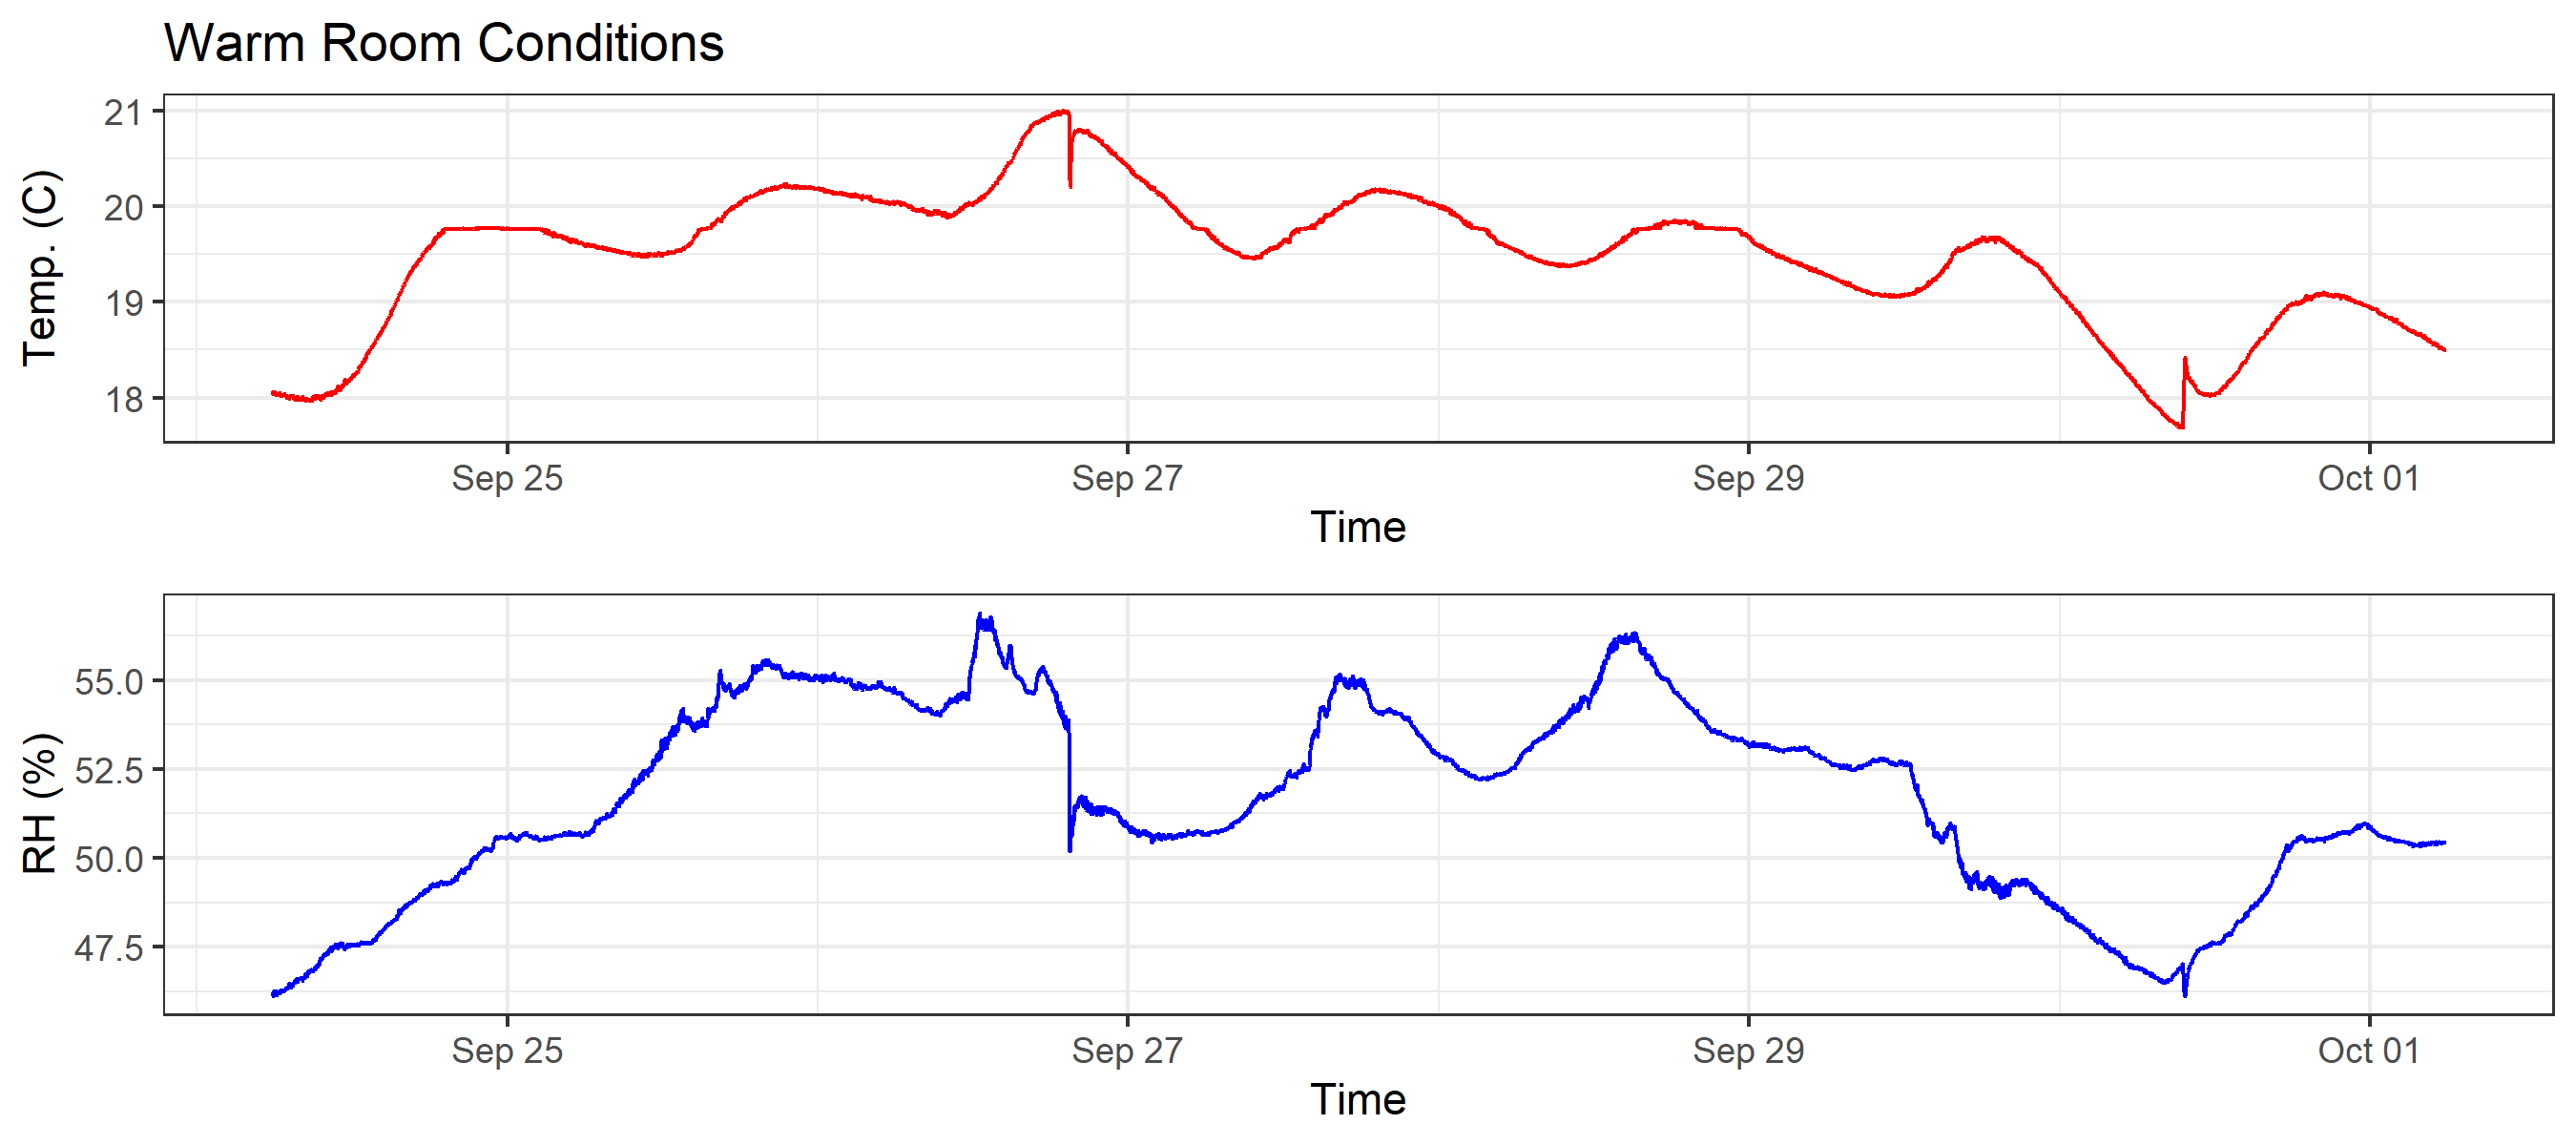 Warm Room Conditions
21
20
19
18
Temp. (C)
Sep 25 Sep 27 Sep 29 Oct 01
Time
55.0
52.5
50.0
47.5
RH (%)
Sep 25 Sep 27 Sep 29 Oct 01
Time